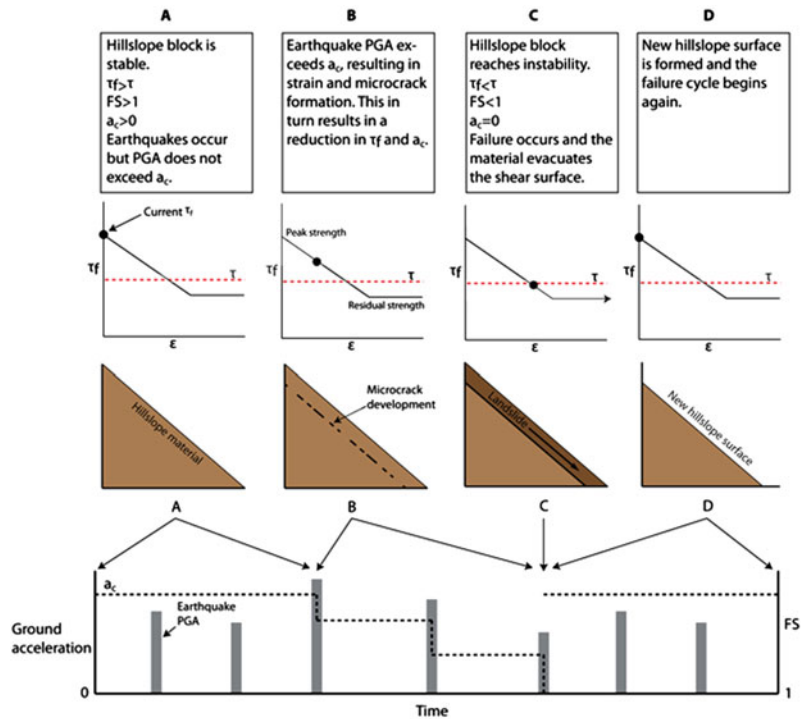 A
B
C
D
Hillslope block is
stable.
τf>τ
FS>1
ac>0
Earthquakes occur
but PGA does not
exceed ac.
Earthquake PGA ex-
ceeds ac, resulting in
strain and microcrack
formation. This in
turn results in a
reduction in τf and ac.
Hillslope block
reaches instability.
τf<τ
FS<1
ac=0
Failure occurs and the
material evacuates
the shear surface.
New hillslope surface
is formed and the
failure cycle begins
again.
Current τf
τf
τ
ε
Peak strength
τf
τ
Residual strength
ε
τf
τ
ε
τf
τ
ε
Hillslope material
Microcrack
development
Landslide
New hillslope surface
A
B
C
D
ac
Earthquake
PGA
Ground
acceleration
0
FS
1
Time